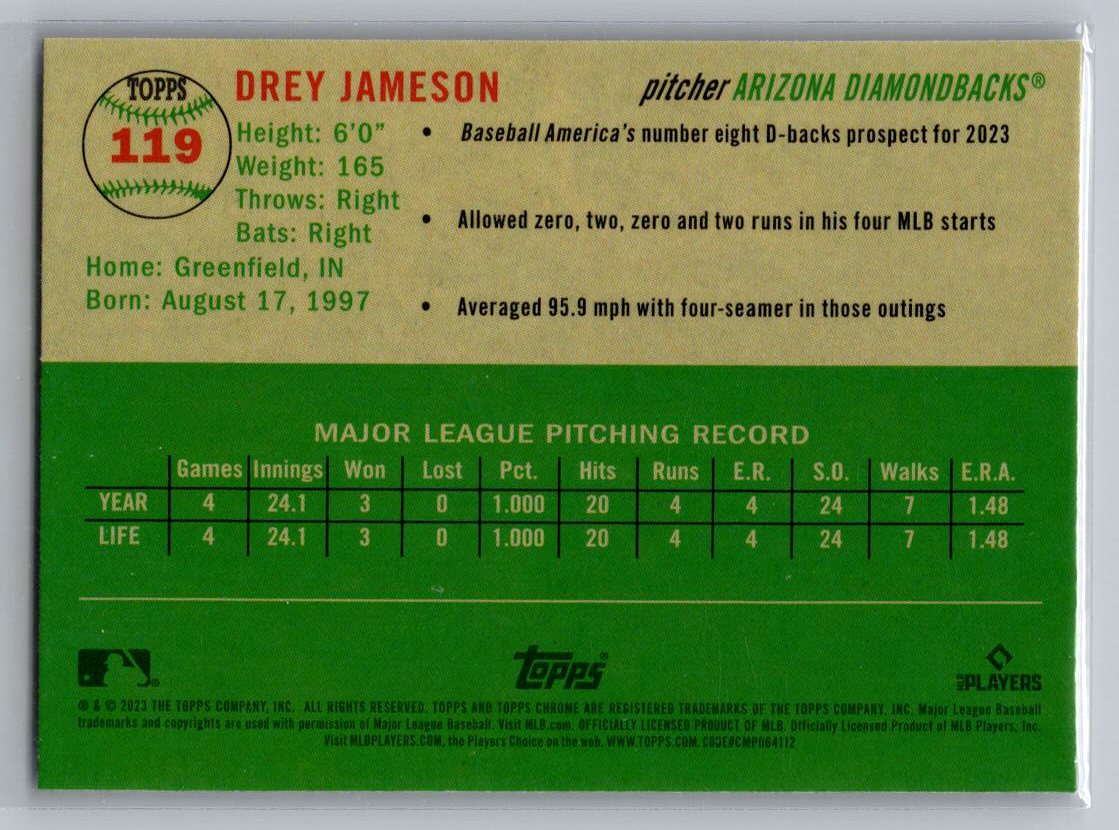 TOPPS
119
DREY JAMESON
pitcher ARIZONA DIAMONDBACKS®
Height: 6'0"
Weight: 165
Throws: Right
Bats: Right
Home: Greenfield, IN
Born: August 17, 1997
• Baseball America's number eight D-backs prospect for 2023
• Allowed zero, two, zero and two runs in his four MLB starts
• Averaged 95.9 mph with four-seamer in those outings
MAJOR LEAGUE PITCHING RECORD
Games Innings Won Lost Pct. Hits Runs E.R. S.O. Walks E.R.A.
YEAR 4 24.1 3 0 1.000 20 4 4 24 7 1.48
LIFE 4 24.1 3 0 1.000 20 4 4 24 7 1.48
TOPPS®
MLB PLAYERS
® & © 2023 THE TOPPS COMPANY, INC. ALL RIGHTS RESERVED. TOPPS AND TOPPS CHROME ARE REGISTERED TRADEMARKS OF THE TOPPS COMPANY, INC. Major League Baseball
trademarks and copyrights are used with permission of Major League Baseball. Visit MLB.com. OFFICIALLY LICENSED PRODUCT OF MLB. Officially Licensed Product of MLB Players, Inc.
Visit MLBPLAYERS.COM, the Players Choice on the web. WWW.TOPPS.COM. CODE#CMP064112